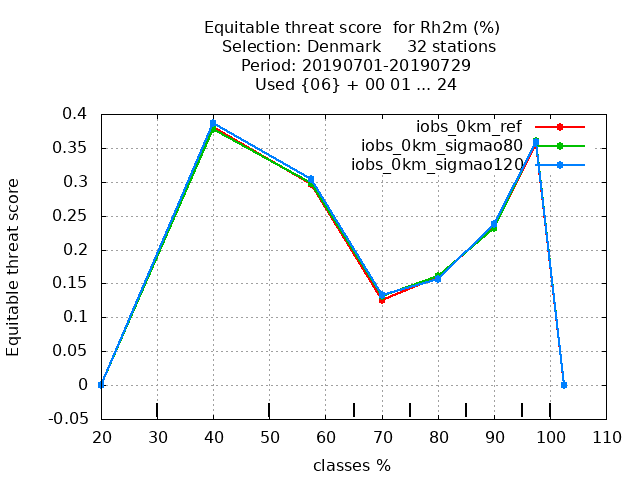 Equitable threat score  for Rh2m (%)
Selection: Denmark     32 stations
Period: 20190701-20190729
Used {06} + 00 01 ... 24
iobs_0km_ref
iobs_0km_sigmao80
iobs_0km_sigmao120
Equitable threat score
0.4
0.35
0.3
0.25
0.2
0.15
0.1
0.05
0
-0.05
20 30 40 50 60 70 80 90 100 110
classes %